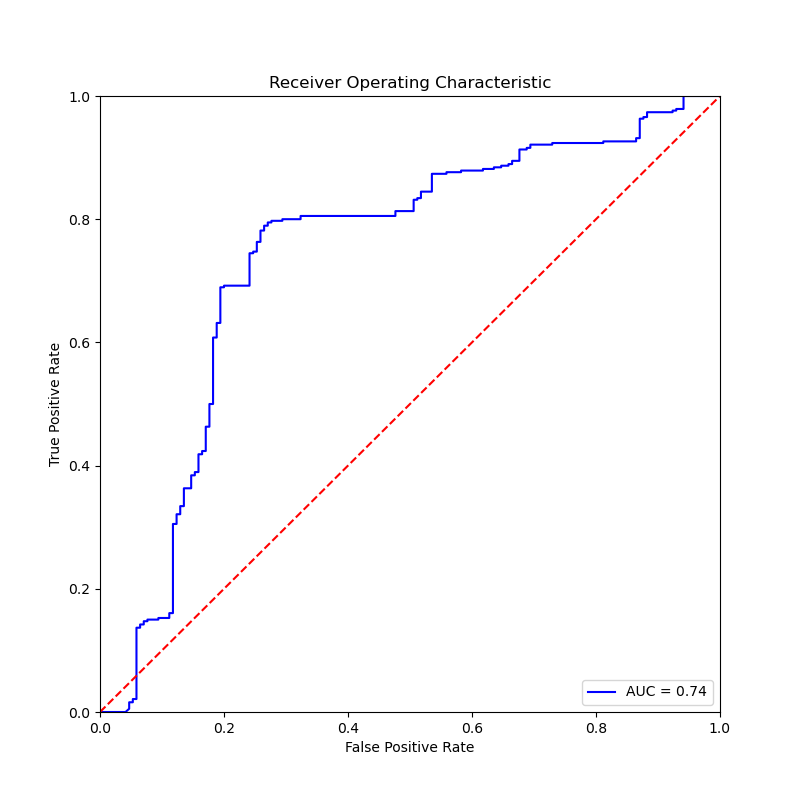 Receiver Operating Characteristic
1.0
0.8
0.6
0.4
0.2
0.0
True Positive Rate
AUC = 0.74
0.0 0.2 0.4 0.6 0.8 1.0
False Positive Rate